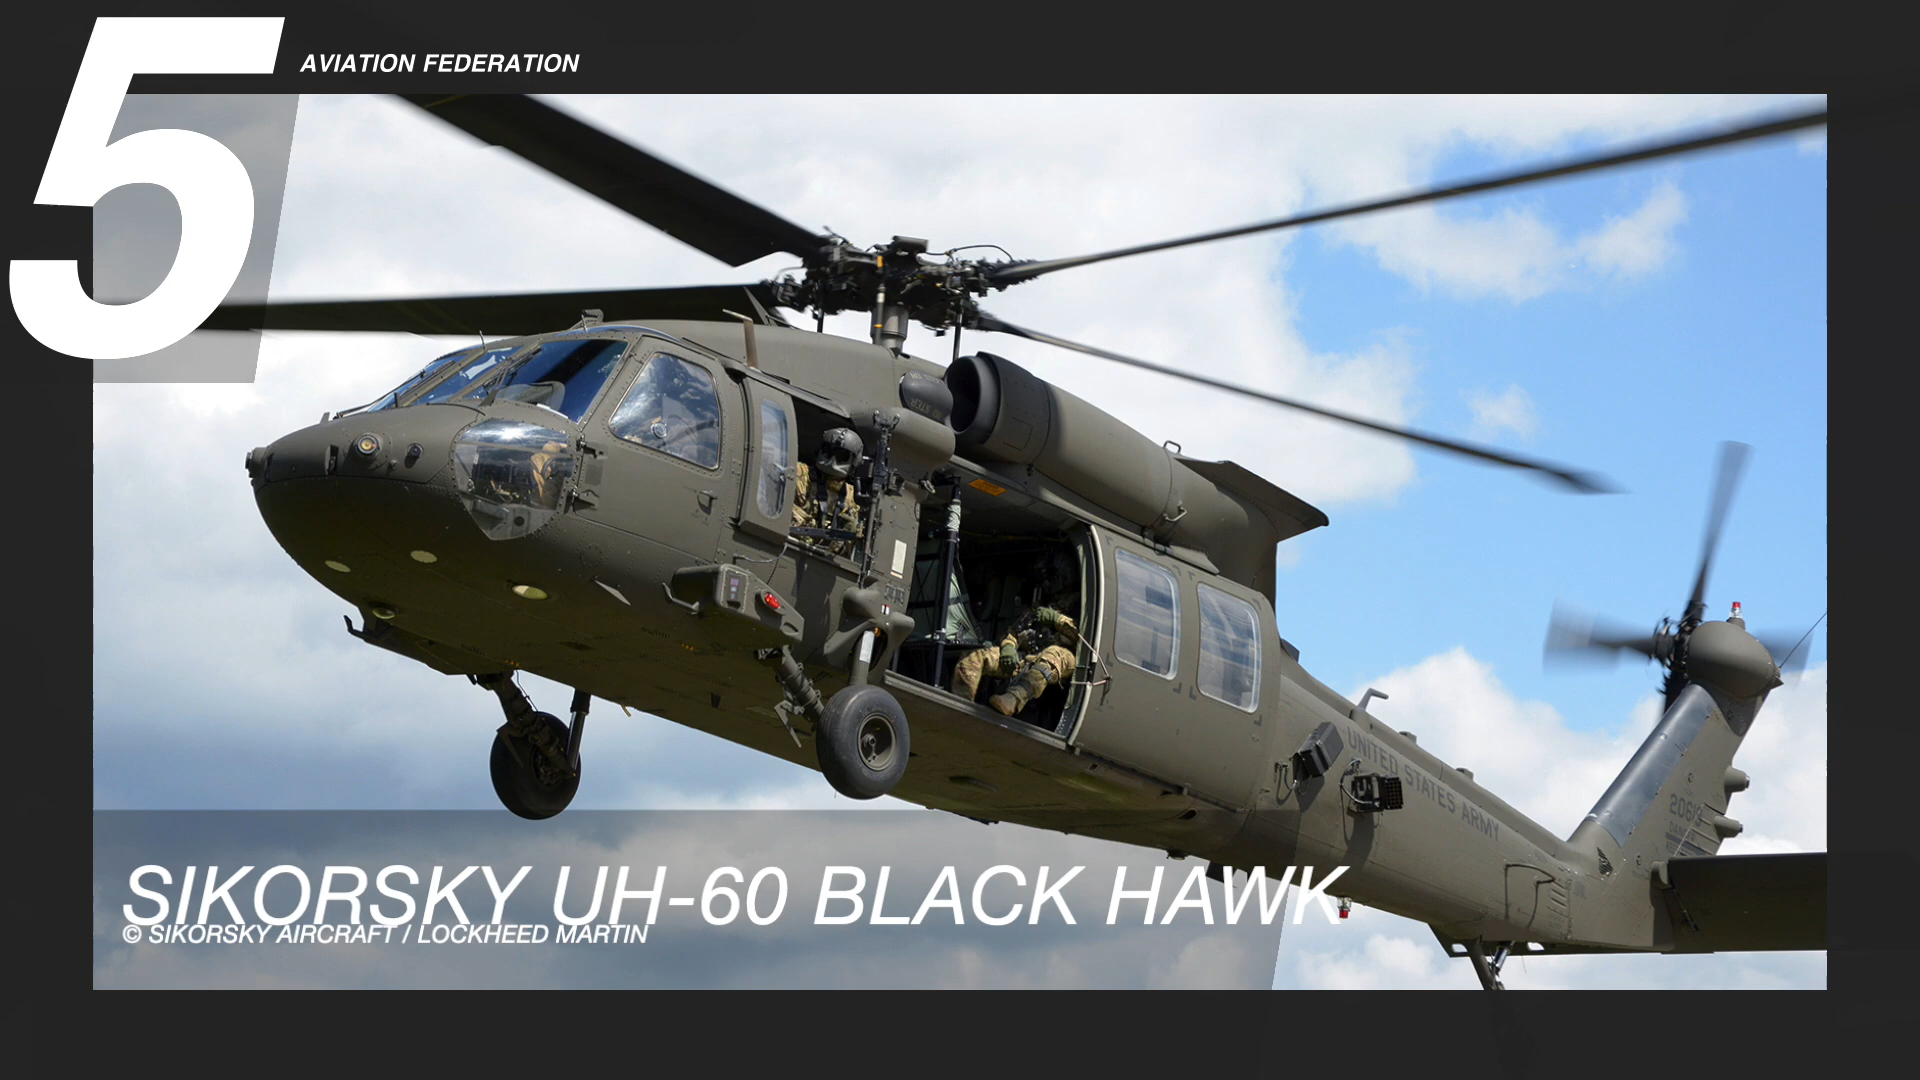 5
AVIATION FEDERATION
UNITED STATES ARMY
SIKORSKY UH-60 BLACK HAWK
© SIKORSKY AIRCRAFT / LOCKHEED MARTIN